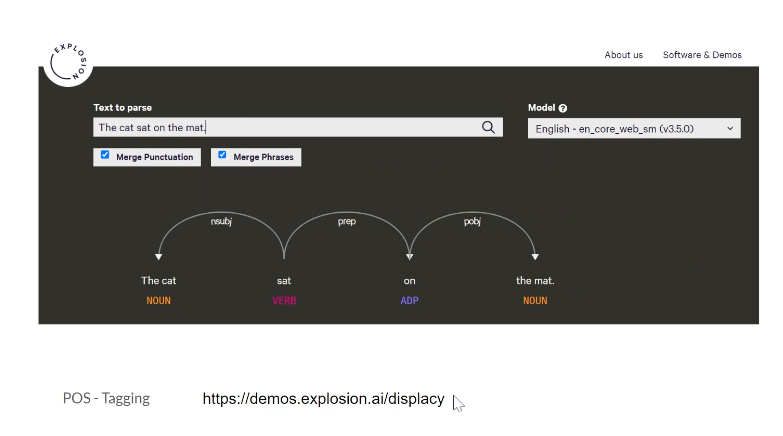 EXPLOSION
About us Software & Demos
Text to parse Model ?
The cat sat on the mat. English - en_core_web_sm (v3.5.0)
Merge Punctuation Merge Phrases
nsubj prep pobj
The cat sat on the mat.
NOUN VERB ADP NOUN
POS - Tagging https://demos.explosion.ai/displacy